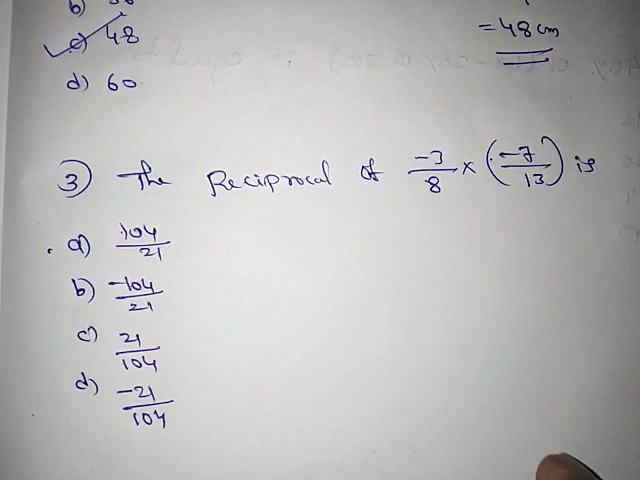 b)
c) 48
= 48 cm
d) 60
3) The Reciprocal of -3/8 × (-7/13) is
a) 104/21
b) -104/21
c) 21/104
d) -21/104